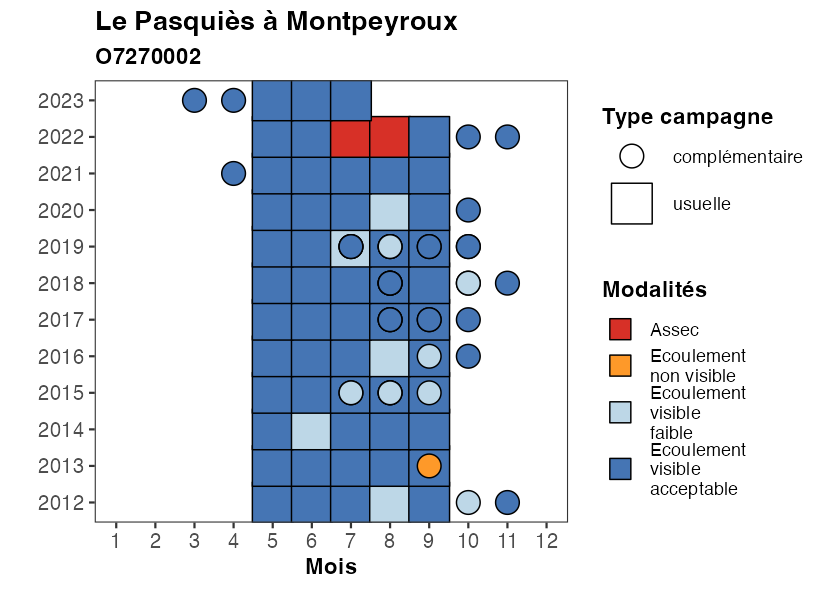 Le Pasquiès à Montpeyroux
O7270002
2023
2022
2021
2020
2019
2018
2017
2016
2015
2014
2013
2012
1 2 3 4 5 6 7 8 9 10 11 12
Mois
Type campagne
complémentaire
usuelle
Modalités
Assec
Ecoulement
non visible
Ecoulement
visible
faible
Ecoulement
visible
acceptable